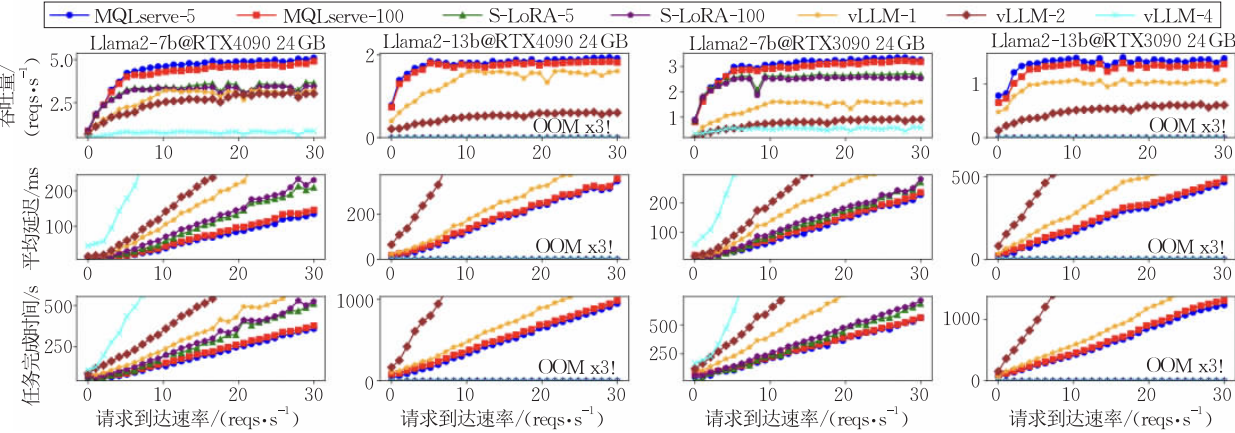 MQLserve-5 MQLserve-100 S-LoRA-5 S-LoRA-100 vLLM-1 vLLM-2 vLLM-4
Llama2-7b@RTX4090 24 GB Llama2-13b@RTX4090 24 GB Llama2-7b@RTX3090 24 GB Llama2-13b@RTX3090 24 GB
吞吐量/
(reqs·s⁻¹)
5.0
2.5
0 10 20 30
2
1
0
OOM x3!
0 10 20 30
3
2
1
0 10 20 30
1
0
OOM x3!
0 10 20 30
平均延迟/ms
200
100
0 10 20 30
200
0
OOM x3!
0 10 20 30
200
100
0 10 20 30
500
0
OOM x3!
0 10 20 30
任务完成时间/s
500
250
0 10 20 30
1000
0
OOM x3!
0 10 20 30
500
250
0 10 20 30
1000
0
OOM x3!
0 10 20 30
请求到达速率/(reqs·s⁻¹) 请求到达速率/(reqs·s⁻¹) 请求到达速率/(reqs·s⁻¹) 请求到达速率/(reqs·s⁻¹)